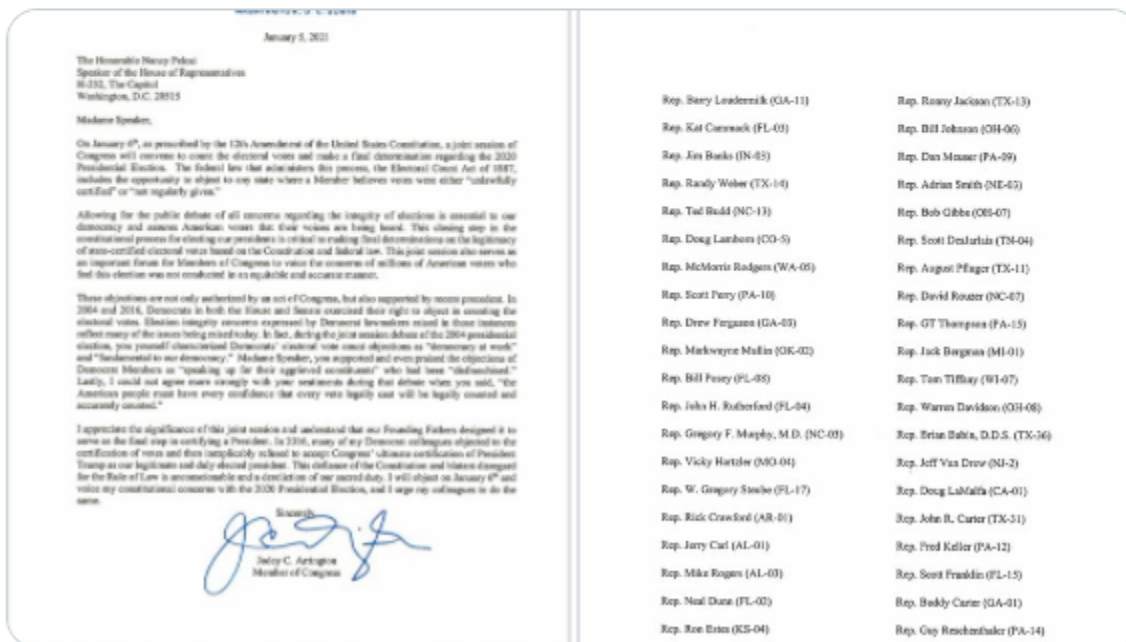 January 5, 2021
The Honorable Nancy Pelosi
Speaker of the House of Representatives
H-232, The Capitol
Washington, D.C. 20515
Madame Speaker,
On January 6th, as prescribed by the 12th Amendment of the United States Constitution, a joint session of
Congress will convene to count the electoral votes and make a final determination regarding the 2020
Presidential Election. The federal law that administers this process, the Electoral Count Act of 1887,
includes the opportunity to object to any state where a Member believes votes were either "unlawfully
certified" or "not regularly given."
Allowing for the public debate of all concerns regarding the integrity of elections is essential to our
democracy and assures American voters that their voices are being heard. This closing step in the
constitutional process for electing our presidents is critical to making final determinations on the legitimacy
of state-certified electoral votes based on the Constitution and federal law. This joint session also serves as
an important forum for Members of Congress to voice the concerns of millions of American voters who
feel this election was not conducted in an equitable and accurate manner.
These objections are not only authorized by an act of Congress, but also supported by recent precedent. In
2004 and 2016, Democrats in both the House and Senate exercised their right to object in counting the
electoral votes. Election integrity concerns expressed by Democrat lawmakers raised in those instances
reflect many of the issues being raised today. In fact, during the joint session debate of the 2004 presidential
election, you yourself characterized Democrats' electoral vote count objections as "democracy at work"
and "fundamental to our democracy." Madame Speaker, you supported and even praised the objections of
Democrat Members as "speaking up for their aggrieved constituents" who had been "disfranchised."
Lastly, I could not agree more strongly with your sentiments during that debate when you said, "the
American people must have every confidence that every vote legally cast will be legally counted and
accurately counted."
I appreciate the significance of this joint session and understand that our Founding Fathers designed it to
serve as the final step in certifying a President. In 2016, many of my Democrat colleagues objected to the
certification of votes and then inexplicably refused to accept Congress' ultimate certification of President
Trump as our legitimate and duly elected president. This defiance of the Constitution and blatant disregard
for the Rule of Law is unconscionable and a dereliction of our sacred duty. I will object on January 6th and
voice my constitutional concerns with the 2020 Presidential Election, and I urge my colleagues to do the
same.
Sincerely,
Jodey C. Arrington
Member of Congress
Rep. Barry Loudermilk (GA-11)
Rep. Kat Cammack (FL-03)
Rep. Jim Banks (IN-03)
Rep. Randy Weber (TX-14)
Rep. Ted Budd (NC-13)
Rep. Doug Lamborn (CO-5)
Rep. McMorris Rodgers (WA-05)
Rep. Scott Perry (PA-10)
Rep. Drew Ferguson (GA-03)
Rep. Markwayne Mullin (OK-02)
Rep. Bill Posey (FL-08)
Rep. John H. Rutherford (FL-04)
Rep. Gregory F. Murphy, M.D. (NC-03)
Rep. Vicky Hartzler (MO-04)
Rep. W. Gregory Steube (FL-17)
Rep. Rick Crawford (AR-01)
Rep. Jerry Carl (AL-01)
Rep. Mike Rogers (AL-03)
Rep. Neal Dunn (FL-02)
Rep. Ron Estes (KS-04)
Rep. Ronny Jackson (TX-13)
Rep. Bill Johnson (OH-06)
Rep. Dan Meuser (PA-09)
Rep. Adrian Smith (NE-03)
Rep. Bob Gibbs (OH-07)
Rep. Scott DesJarlais (TN-04)
Rep. August Pfluger (TX-11)
Rep. David Rouzer (NC-07)
Rep. GT Thompson (PA-15)
Rep. Jack Bergman (MI-01)
Rep. Tom Tiffany (WI-07)
Rep. Warren Davidson (OH-08)
Rep. Brian Babin, D.D.S. (TX-36)
Rep. Jeff Van Drew (NJ-2)
Rep. Doug LaMalfa (CA-01)
Rep. John R. Carter (TX-31)
Rep. Fred Keller (PA-12)
Rep. Scott Franklin (FL-15)
Rep. Buddy Carter (GA-01)
Rep. Guy Reschenthaler (PA-14)